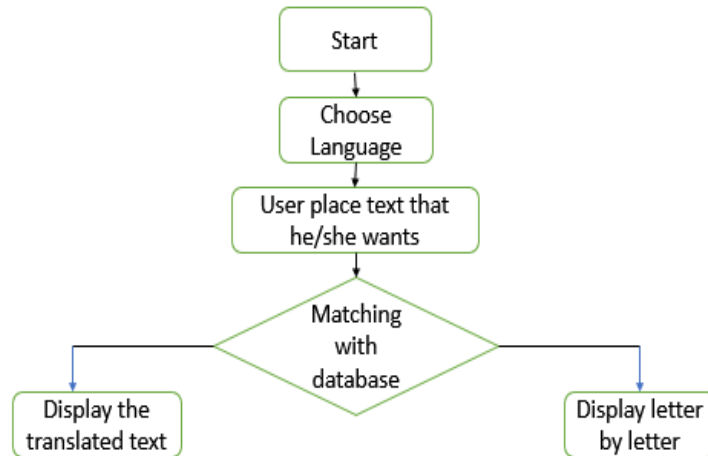 Start
Choose
Language
User place text that
he/she wants
Matching
with
database
Display the
translated text
Display letter
by letter